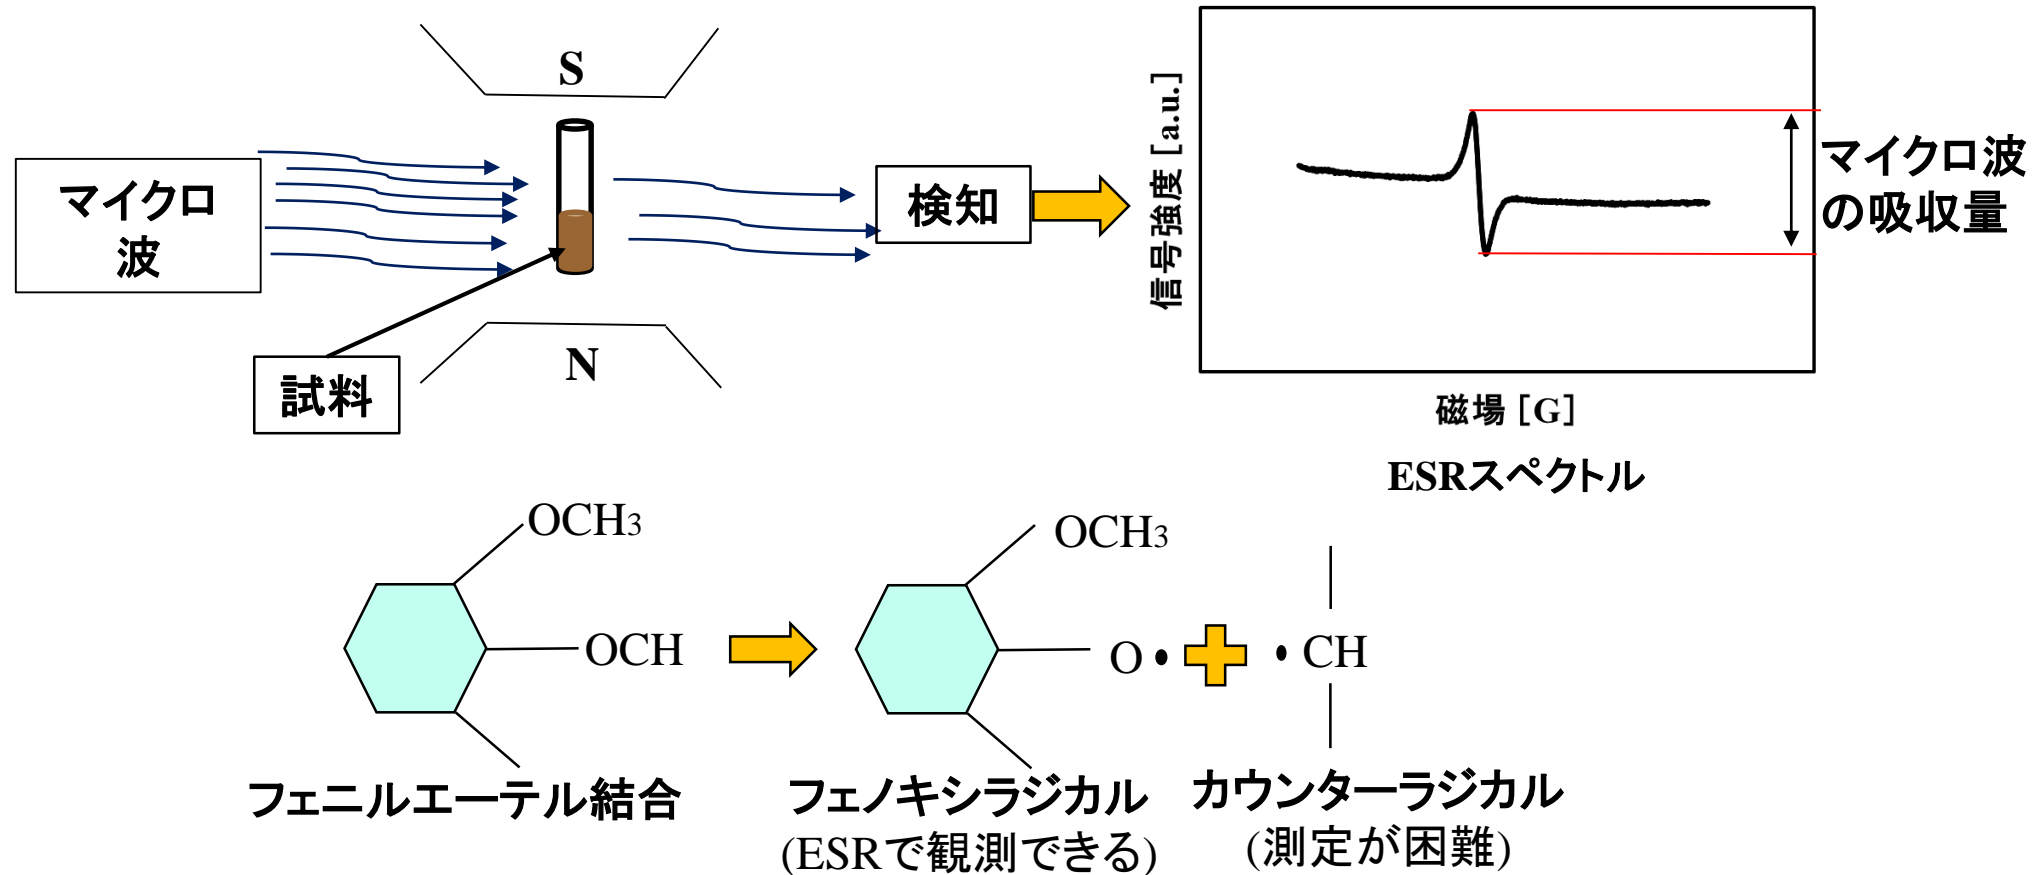 S
マイクロ
波
検知
試料
N
信号強度 [a.u.]
マイクロ波
の吸収量
磁場 [G]
ESRスペクトル
OCH3
OCH
OCH3
O•
• CH
フェニルエーテル結合
フェノキシラジカル
(ESRで観測できる)
カウンターラジカル
(測定が困難)